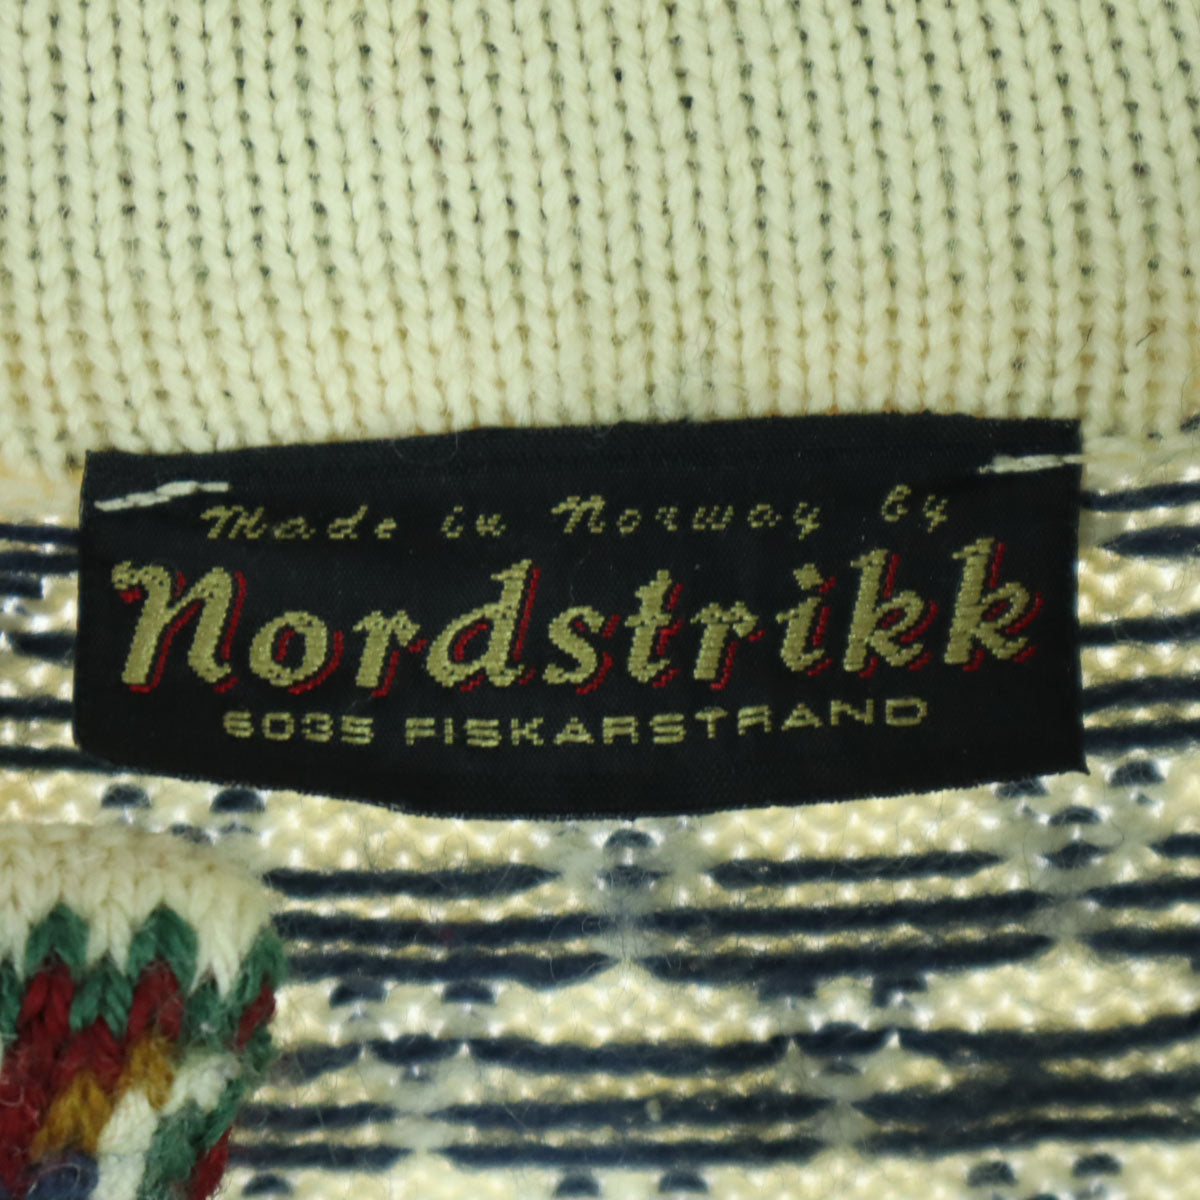 Made in Norway by
Nordstrikk
6035 FISKARSTRAND